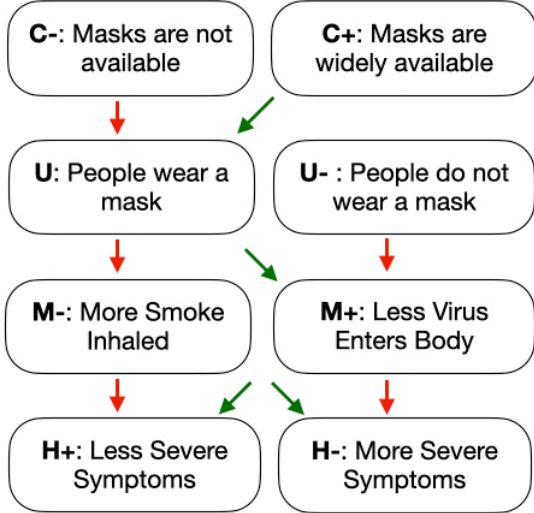 C-: Masks are not
available
C+: Masks are
widely available
U: People wear a
mask
U- : People do not
wear a mask
M-: More Smoke
Inhaled
M+: Less Virus
Enters Body
H+: Less Severe
Symptoms
H-: More Severe
Symptoms